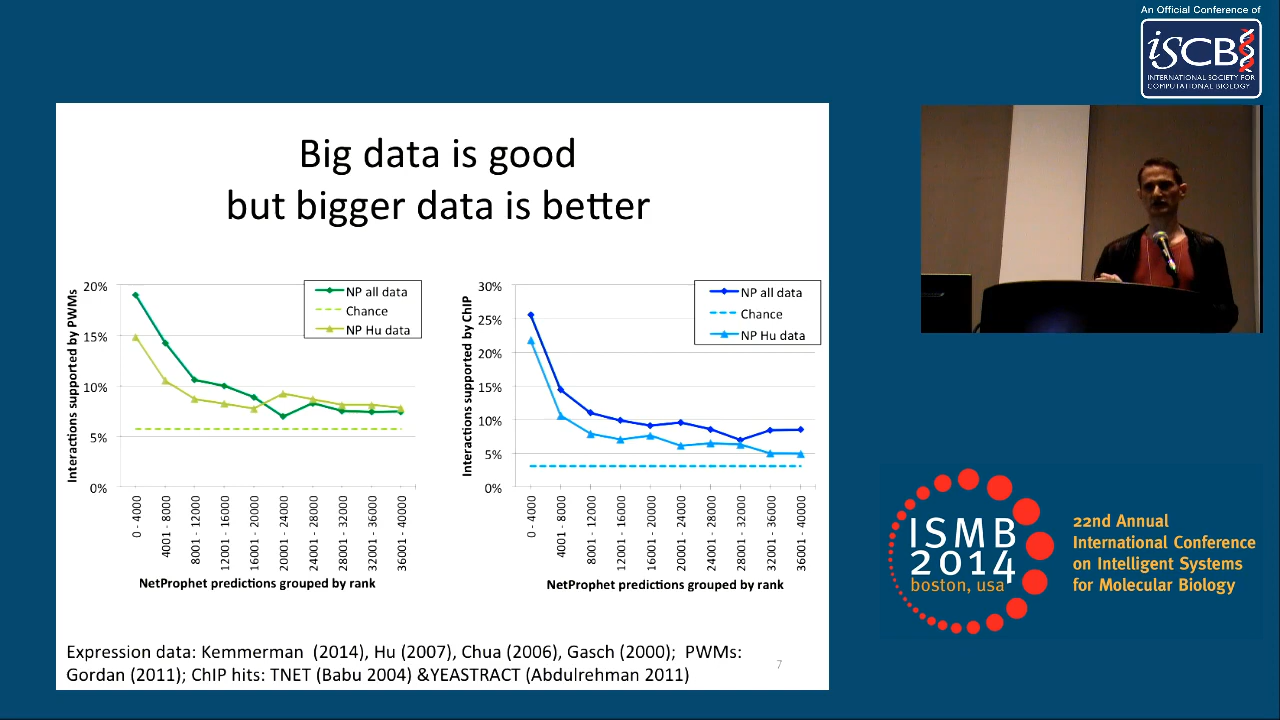 An Official Conference of
iSCB
INTERNATIONAL SOCIETY FOR
COMPUTATIONAL BIOLOGY
Big data is good
but bigger data is better
Interactions supported by PWMs
20%
15%
10%
5%
0%
NP all data
Chance
NP Hu data
0 - 4000
4001 - 8000
8001 - 12000
12001 - 16000
16001 - 20000
20001 - 24000
24001 - 28000
28001 - 32000
32001 - 36000
36001 - 40000
NetProphet predictions grouped by rank
Interactions supported by ChIP
30%
25%
20%
15%
10%
5%
0%
NP all data
Chance
NP Hu data
0 - 4000
4001 - 8000
8001 - 12000
12001 - 16000
16001 - 20000
20001 - 24000
24001 - 28000
28001 - 32000
32001 - 36000
36001 - 40000
NetProphet predictions grouped by rank
Expression data: Kemmerman (2014), Hu (2007), Chua (2006), Gasch (2000); PWMs:
Gordan (2011); ChIP hits: TNET (Babu 2004) &YEASTRACT (Abdulrehman 2011)
7
ISMB
2014
boston, usa
22nd Annual
International Conference
on Intelligent Systems
for Molecular Biology